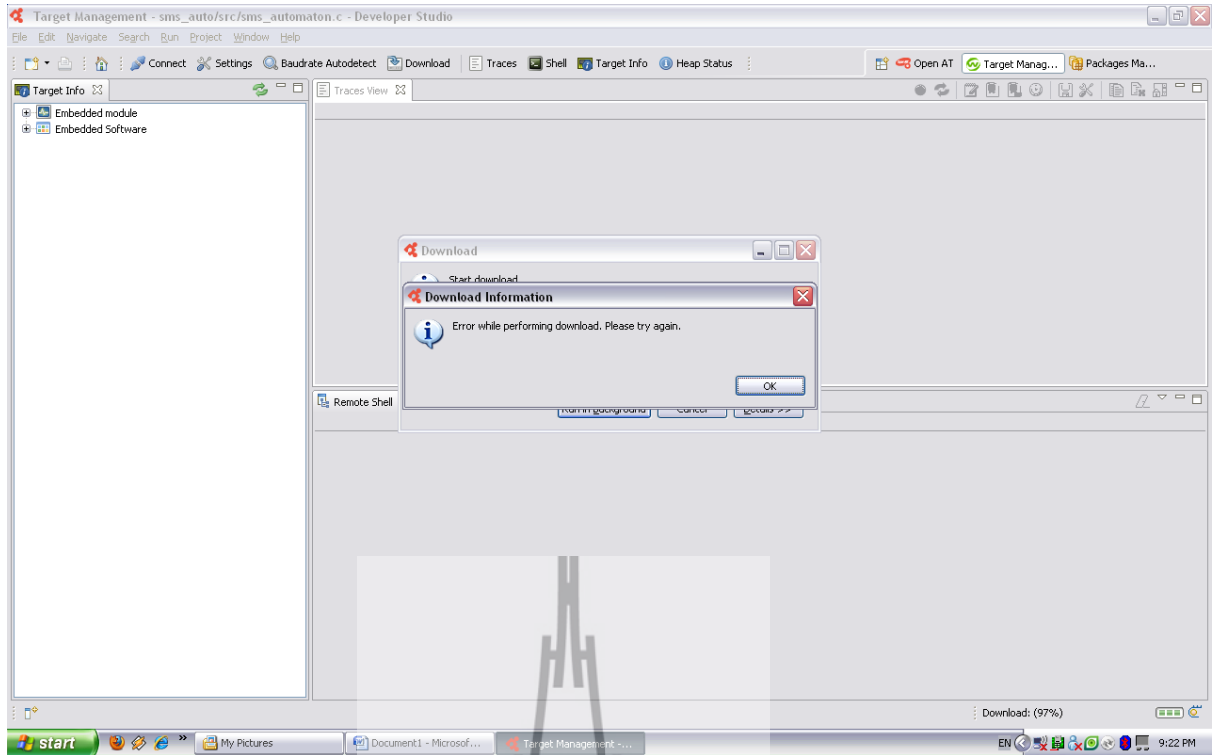 Target Management - sms_auto/src/sms_automaton.c - Developer Studio
File Edit Navigate Search Run Project Window Help
Connect Settings Baudrate Autodetect Download Traces Shell Target Info Heap Status Open AT Target Manag... Packages Ma...
Target Info
Traces View
Embedded module
Embedded Software
Download
Start download
Download Information
Error while performing download. Please try again.
OK
Remote Shell
Run in Background Cancel Details >>
Download: (97%)
start My Pictures Document1 - Microsof... Target Management -... EN 9:22 PM